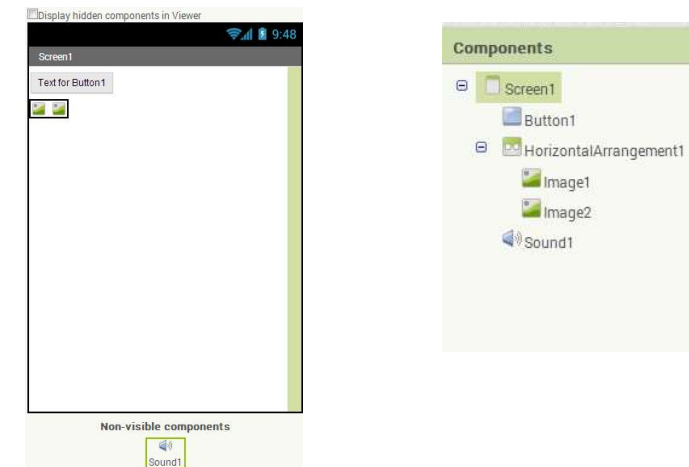 Display hidden components in Viewer
9:48
Screen1
Text for Button1
Non-visible components
Sound1
Components
Screen1
Button1
HorizontalArrangement1
Image1
Image2
Sound1